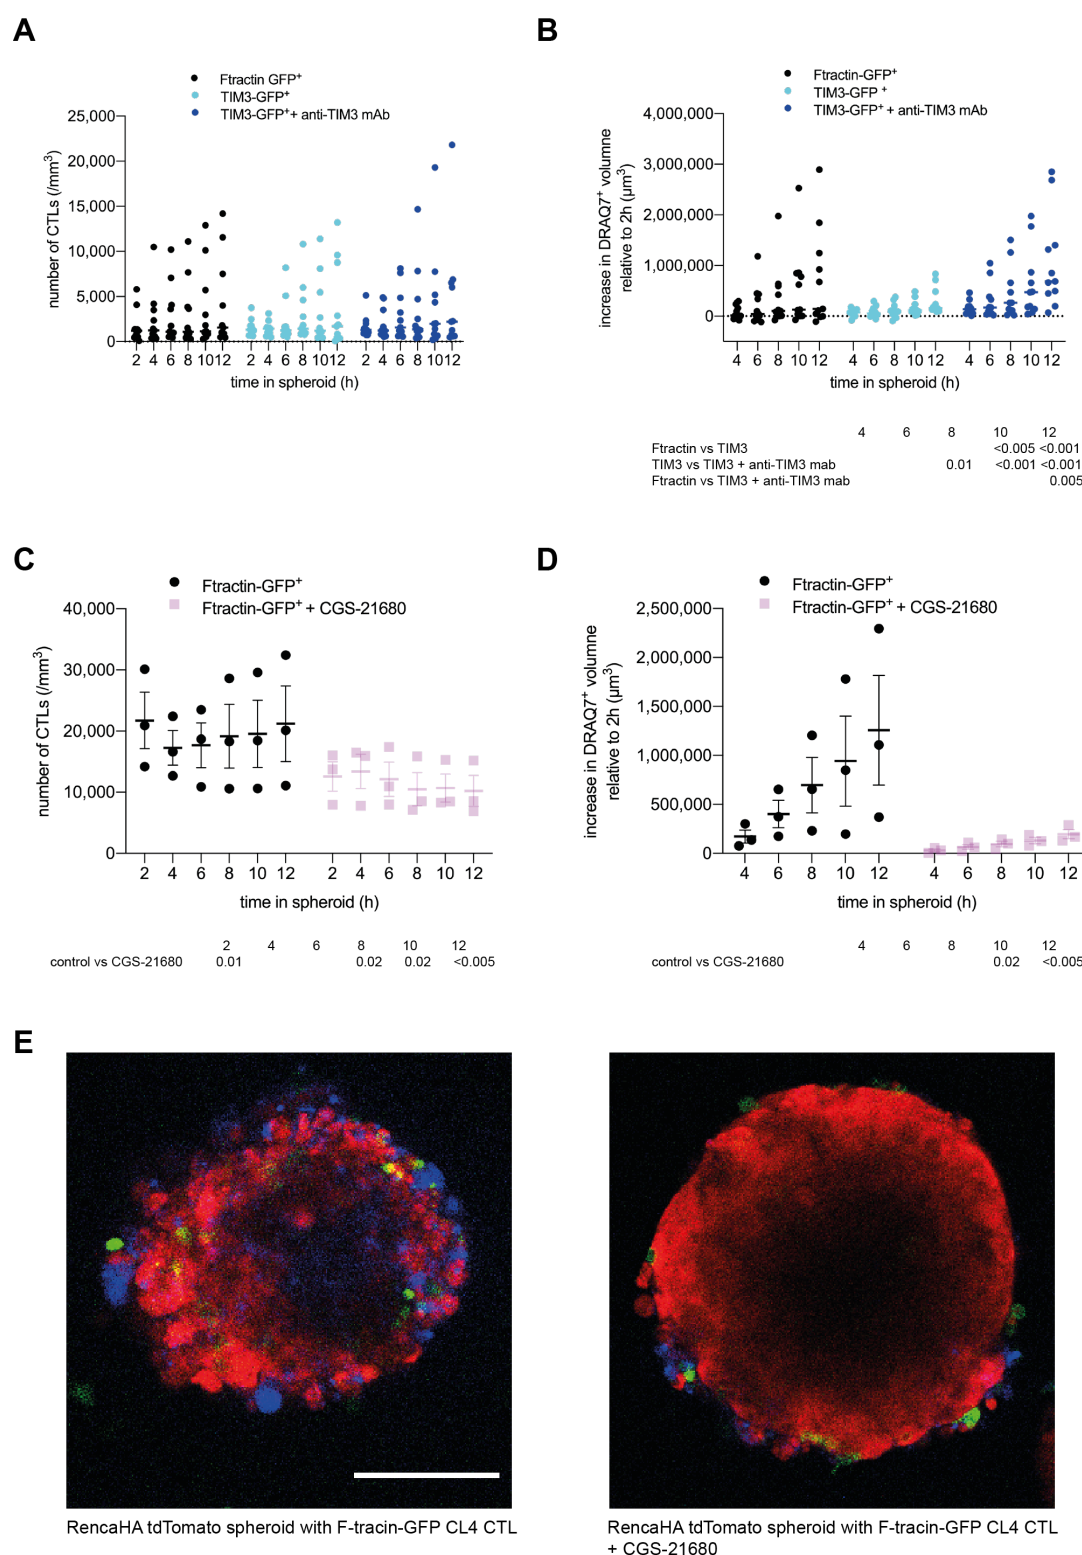 A
Ftractin GFP+
TIM3-GFP+
TIM3-GFP+ + anti-TIM3 mAb
number of CTLs (/mm3)
25,000
20,000
15,000
10,000
5,000
0
2 4 6 8 10 12 2 4 6 8 10 12 2 4 6 8 10 12
time in spheroid (h)
B
Ftractin-GFP+
TIM3-GFP +
TIM3-GFP+ + anti-TIM3 mAb
increase in DRAQ7+ volumne
relative to 2h (µm3)
4,000,000
3,000,000
2,000,000
1,000,000
0
4 6 8 10 12 4 6 8 10 12 4 6 8 10 12
time in spheroid (h)
4 6 8 10 12
Ftractin vs TIM3 <0.005 <0.001
TIM3 vs TIM3 + anti-TIM3 mab 0.01 <0.001 <0.001
Ftractin vs TIM3 + anti-TIM3 mab 0.005
C
Ftractin-GFP+
Ftractin-GFP+ + CGS-21680
number of CTLs (/mm3)
40,000
30,000
20,000
10,000
0
2 4 6 8 10 12 2 4 6 8 10 12
time in spheroid (h)
2 4 6 8 10 12
control vs CGS-21680 0.01 0.02 0.02 <0.005
D
Ftractin-GFP+
Ftractin-GFP+ + CGS-21680
increase in DRAQ7+ volumne
relative to 2h (µm3)
2,500,000
2,000,000
1,500,000
1,000,000
500,000
0
4 6 8 10 12 4 6 8 10 12
time in spheroid (h)
4 6 8 10 12
control vs CGS-21680 0.02 <0.005
E
RencaHA tdTomato spheroid with F-tracin-GFP CL4 CTL
RencaHA tdTomato spheroid with F-tracin-GFP CL4 CTL
+ CGS-21680